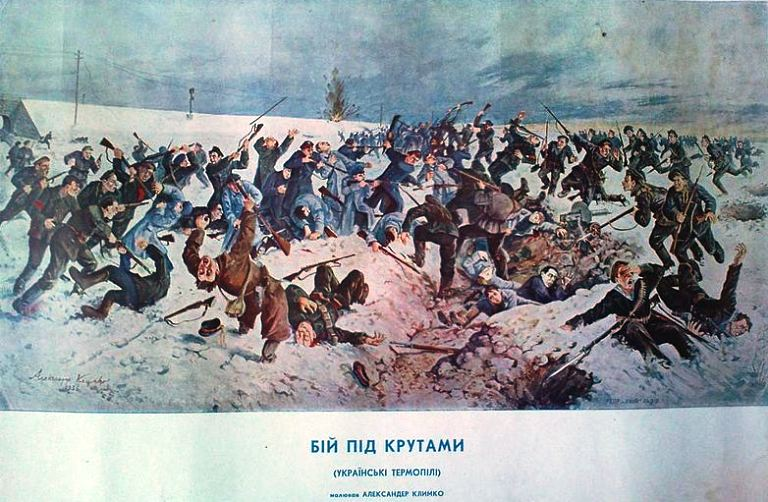 БІЙ ПІД КРУТАМИ
(УКРАЇНСЬКІ ТЕРМОПІЛІ)
малював АЛЕКСАНДЕР КЛИМКО